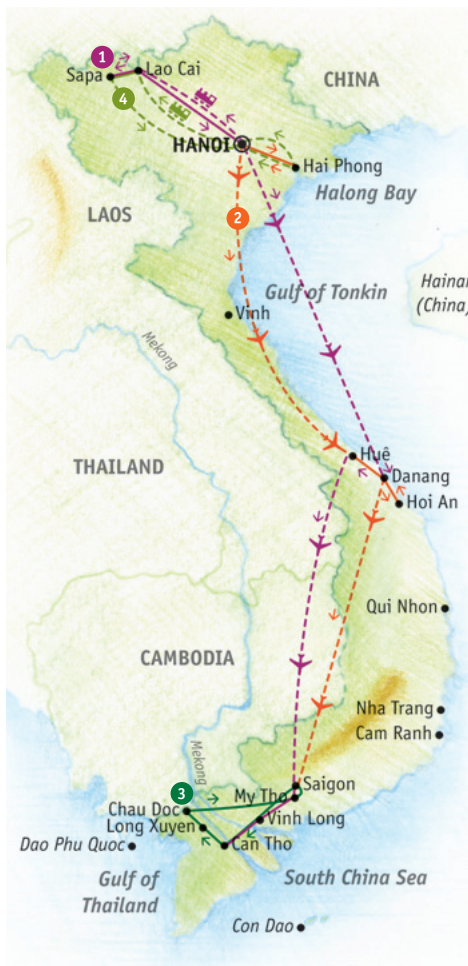 1
Lao Cai
Sapa
CHINA
4
HANOI
Hai Phong
Halong Bay
LAOS
2
Gulf of Tonkin
Hainan
(China)
Vinh
Mekong
THAILAND
Huê
Danang
Hoi An
Qui Nhon
CAMBODIA
Nha Trang
Cam Ranh
Mekong
3
Saigon
My Tho
Chau Doc
Vinh Long
Long Xuyen
Can Tho
Dao Phu Quoc
Gulf of
Thailand
South China Sea
Con Dao